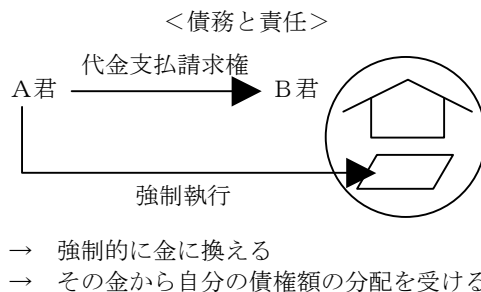 ＜債務と責任＞
代金支払請求権
Ａ君
Ｂ君
強制執行
→　強制的に金に換える
→　その金から自分の債権額の分配を受ける